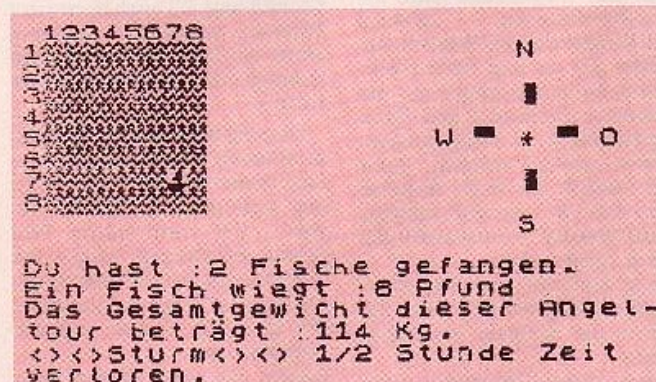 12345678
N
1
2
3
4
5
6
7
8
W * O
S
Du hast :2 Fische gefangen.
Ein Fisch wiegt :8 Pfund
Das Gesamtgewicht dieser Angel-
tour beträgt :114 Kg.
<><>Sturm<><> 1/2 Stunde Zeit
verloren.